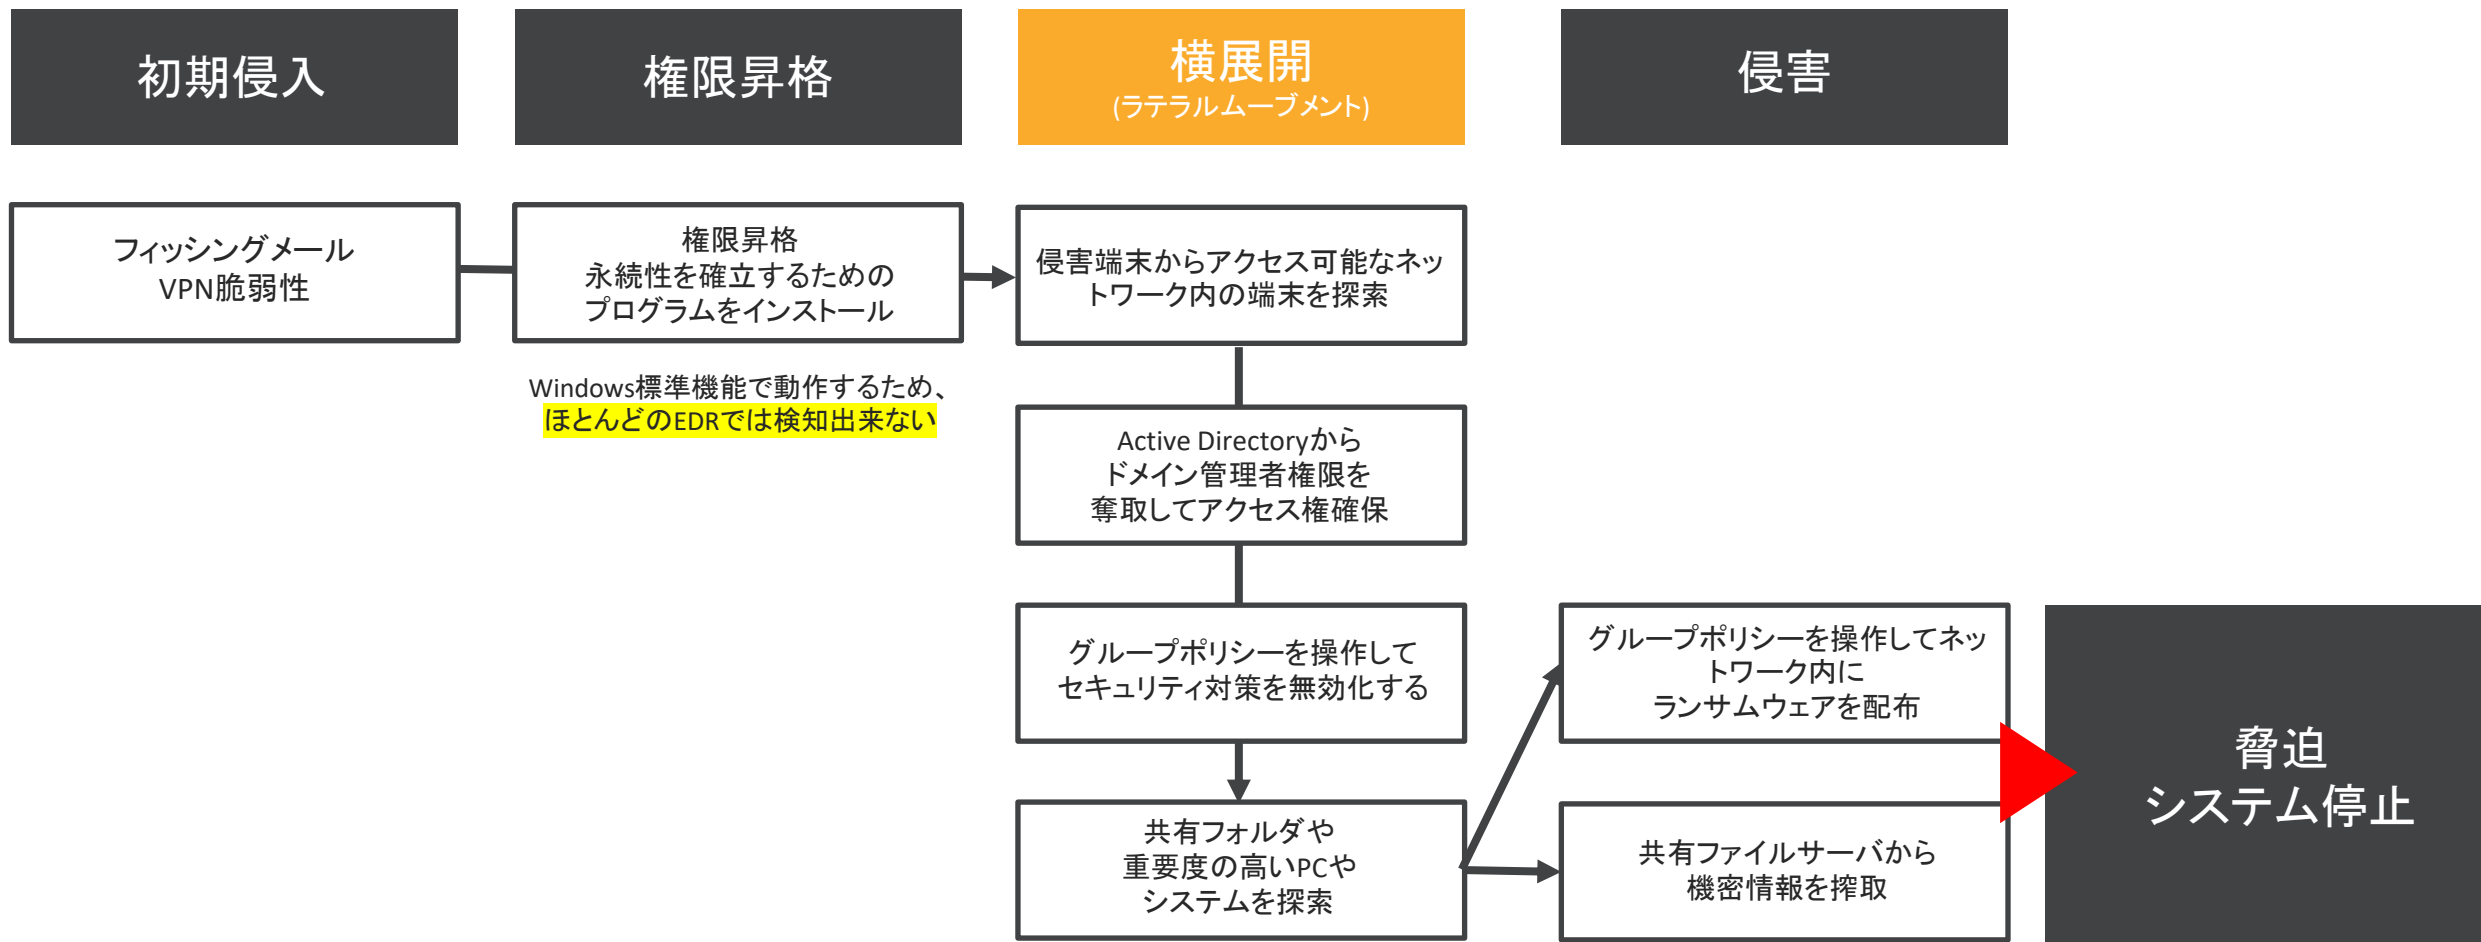 初期侵入
権限昇格
横展開
(ラテラルムーブメント)
侵害
フィッシングメール
VPN脆弱性
権限昇格
永続性を確立するための
プログラムをインストール
Windows標準機能で動作するため、
ほとんどのEDRでは検知出来ない
侵害端末からアクセス可能なネッ
トワーク内の端末を探索
Active Directoryから
ドメイン管理者権限を
奪取してアクセス権確保
グループポリシーを操作して
セキュリティ対策を無効化する
共有フォルダや
重要度の高いPCや
システムを探索
グループポリシーを操作してネッ
トワーク内に
ランサムウェアを配布
共有ファイルサーバから
機密情報を搾取
脅迫
システム停止